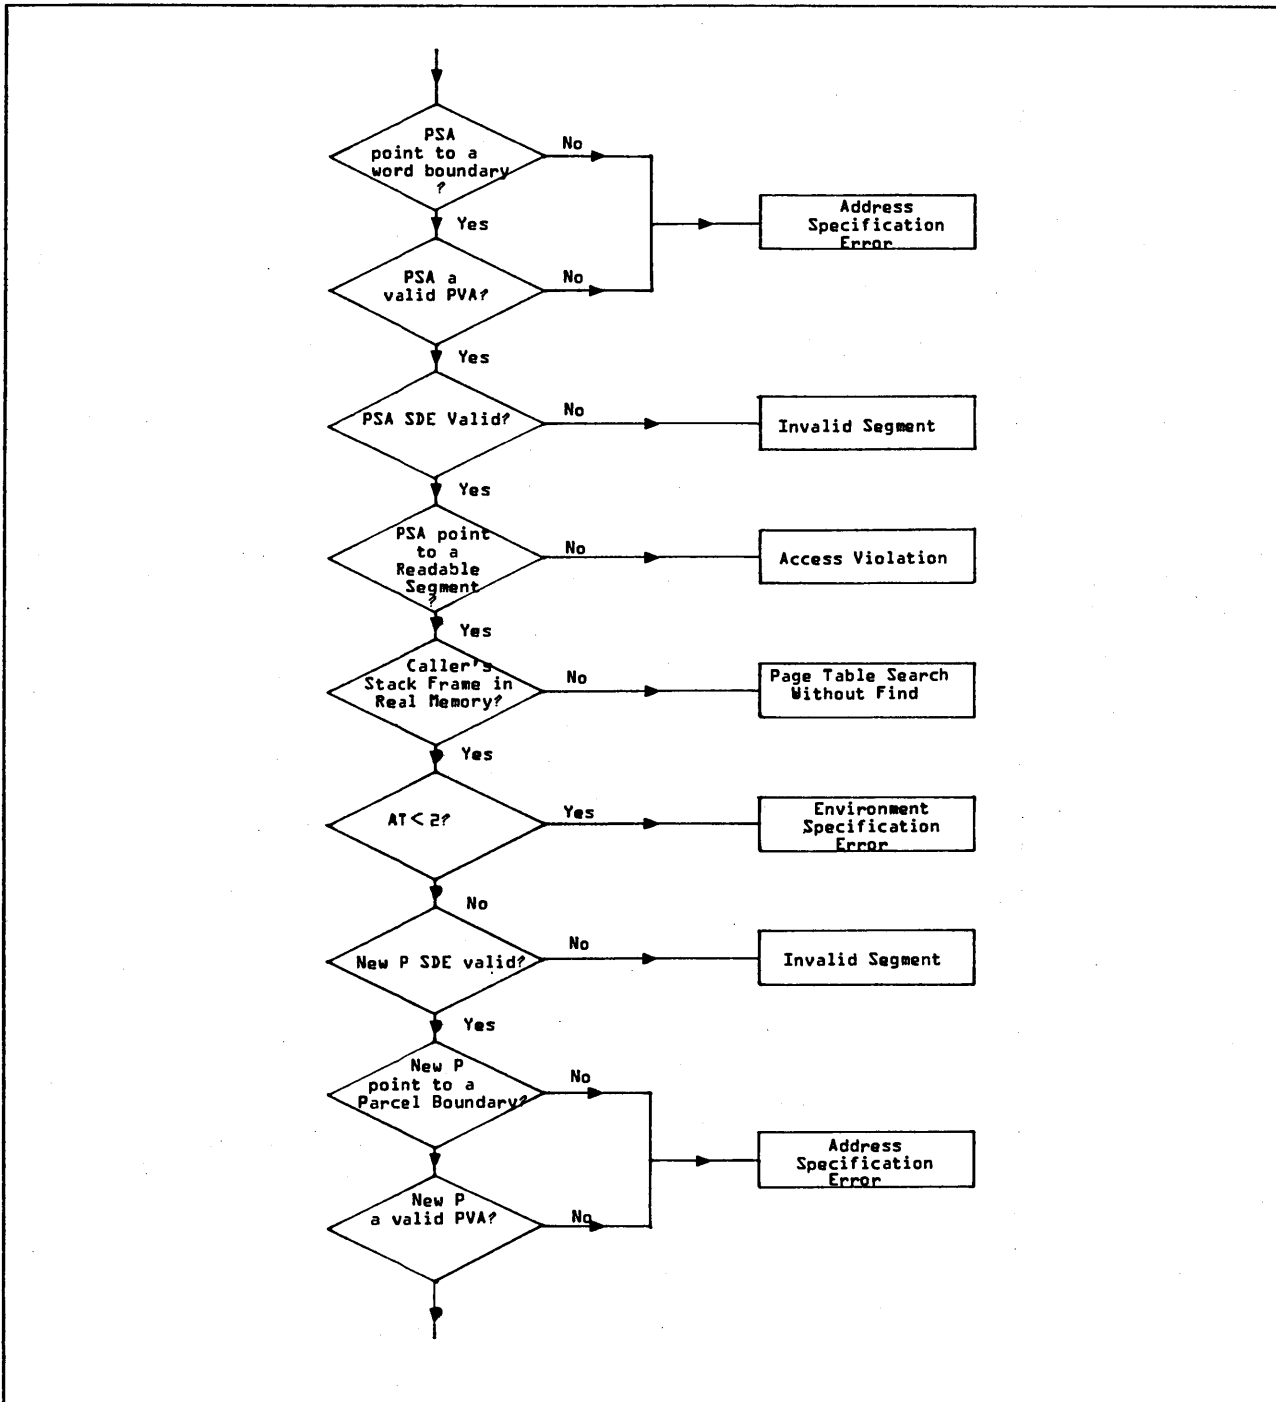 PSA
point to a
word boundary
?
No
Address
Specification
Error
Yes
PSA a
valid PVA?
No
Yes
PSA SDE Valid?
No
Invalid Segment
Yes
PSA point
to a
Readable
Segment
?
No
Access Violation
Yes
Caller's
Stack Frame in
Real Memory?
No
Page Table Search
Without Find
Yes
AT < 2?
Yes
Environment
Specification
Error
No
New P SDE valid?
No
Invalid Segment
Yes
New P
point to a
Parcel Boundary?
No
Address
Specification
Error
New P
a valid PVA?
No